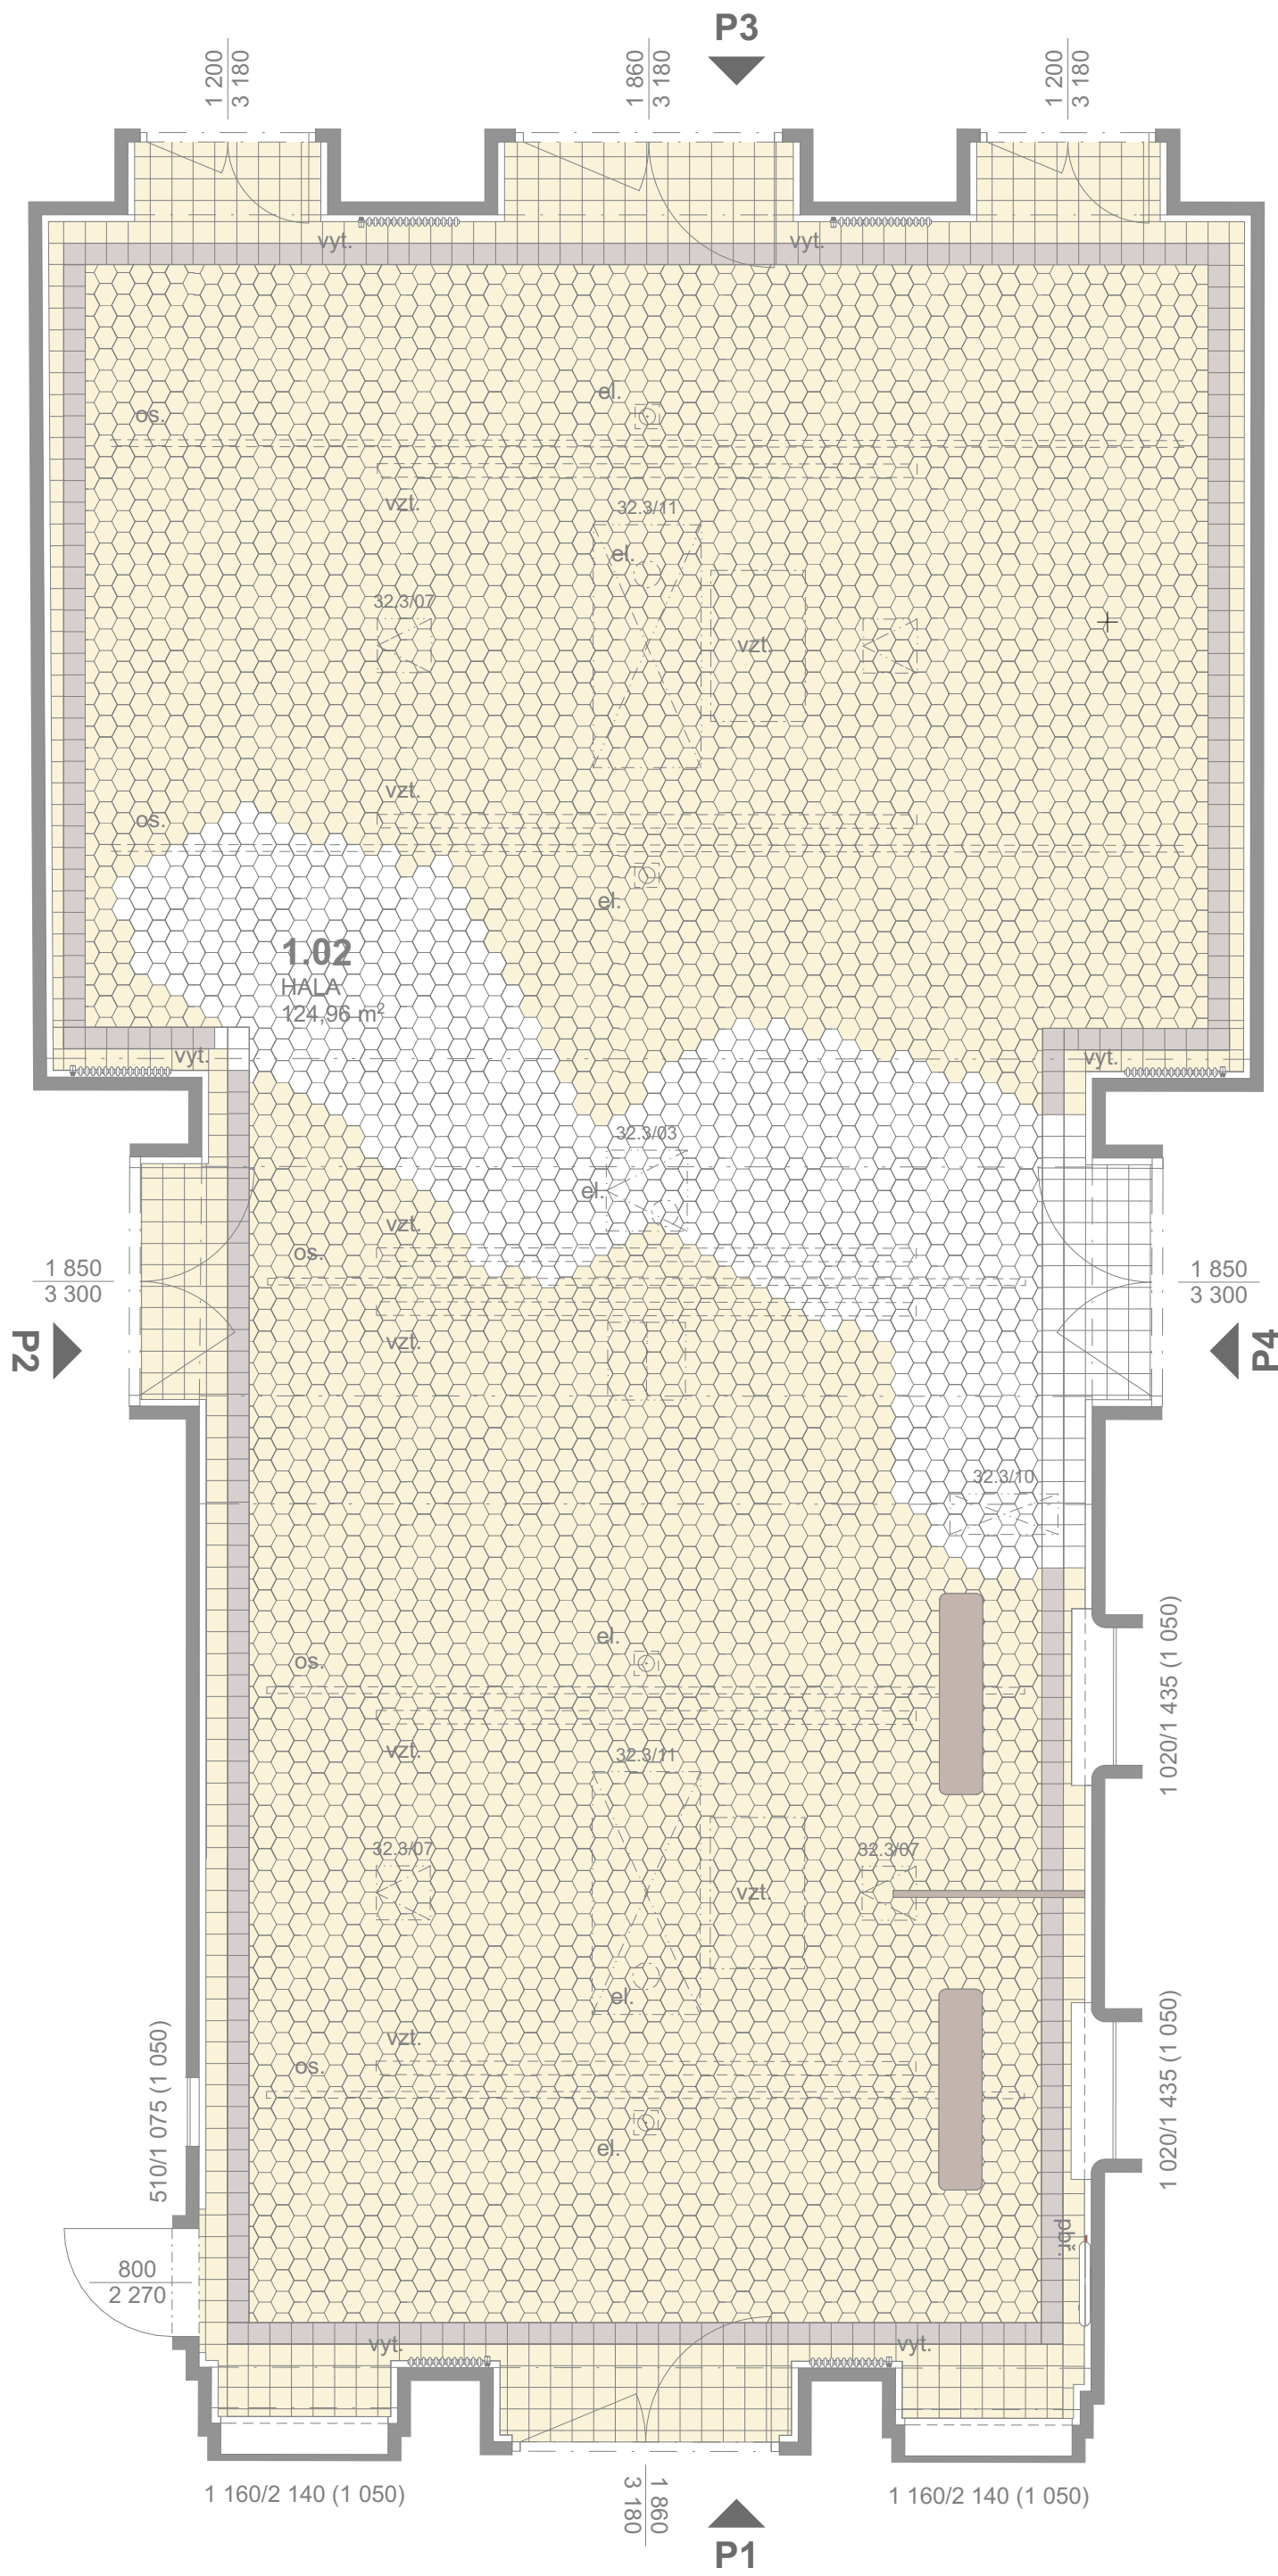 P3
1 200
3 180
1 860
3 180
1 200
3 180
vyt.
vyt.
el.
os.
vzt.
32.3/11
el.
32.3/07
vzt.
vzt.
os.
el.
1.02
HALA
124,96 m²
vyt.
vyt.
32.3/03
el.
vzt.
os.
1 850
3 300
1 850
3 300
P2
P4
vzt.
32.3/10
el.
os.
1 020/1 435 (1 050)
vzt.
32.3/11
32.3/07
32.3/07
vzt.
el.
vzt.
os.
510/1 075 (1 050)
1 020/1 435 (1 050)
el.
pbř.
800
2 270
vyt.
vyt.
1 160/2 140 (1 050)
1 860
3 180
1 160/2 140 (1 050)
P1